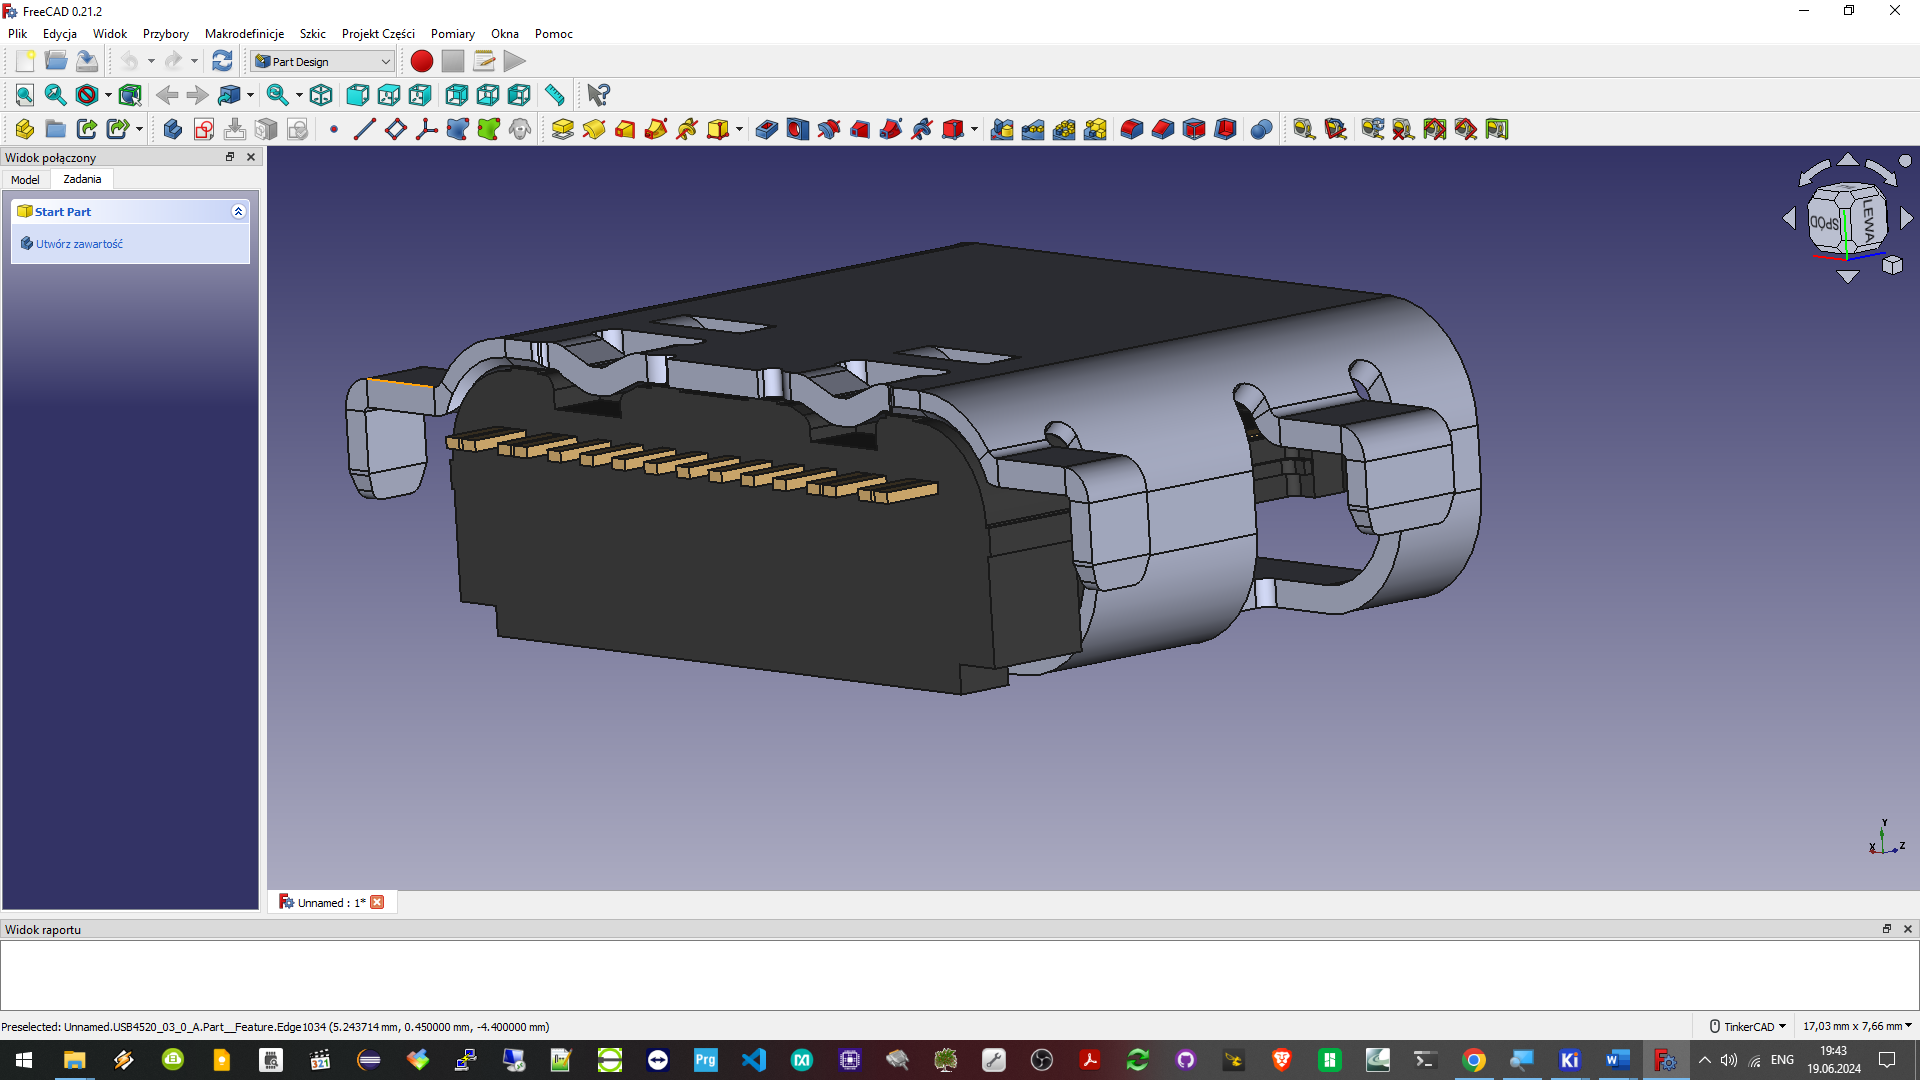 FreeCAD 0.21.2
Plik Edycja Widok Przybory Makrodefinicje Szkic Projekt Części Pomiary Okna Pomoc
Part Design
Widok połączony
Model Zadania
Start Part
Utwórz zawartość
SPÓD LEWA
Y
X Z
Unnamed : 1*
Widok raportu
Preselected: Unnamed.USB4520_03_0_A.Part__Feature.Edge1034 (5.243714 mm, 0.450000 mm, -4.400000 mm)
TinkerCAD 17,03 mm x 7,66 mm
321
Prg
Ki
W
ENG
19:43
19.06.2024